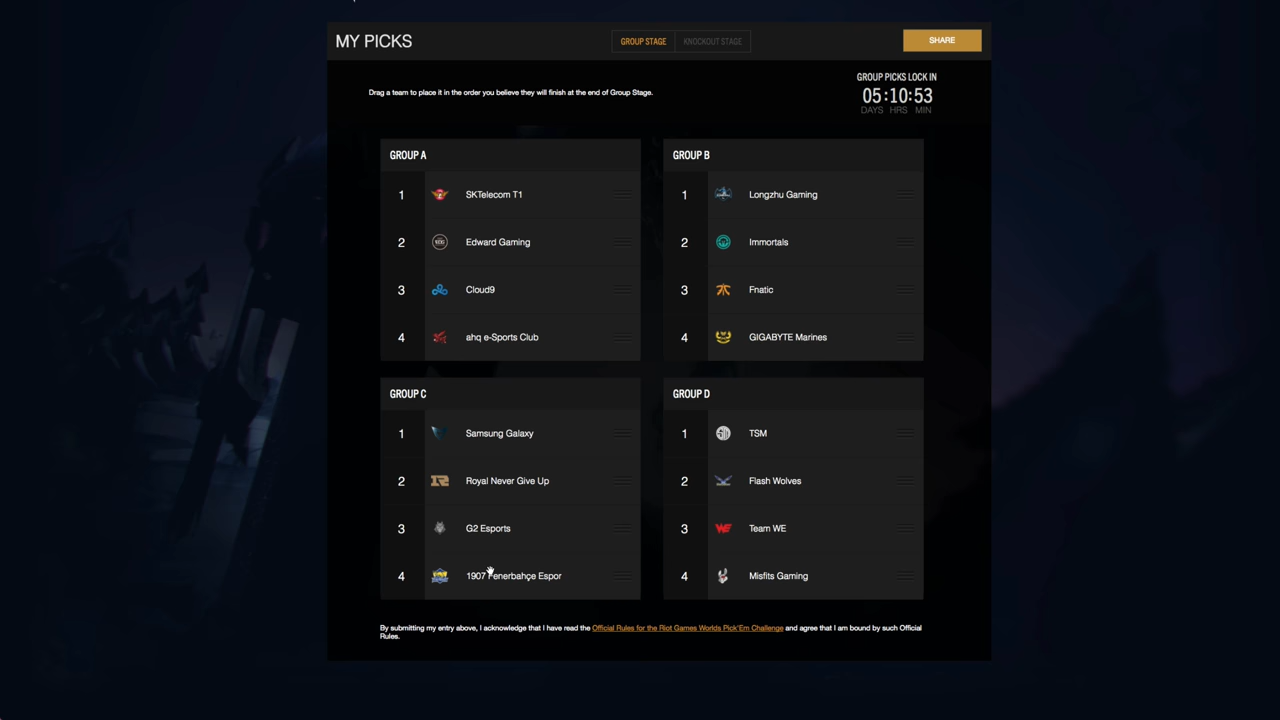 MY PICKS
GROUP STAGE
KNOCKOUT STAGE
SHARE
GROUP PICKS LOCK IN
Drag a team to place it in the order you believe they will finish at the end of Group Stage.
05:10:53
DAYS HRS MIN
GROUP A
1 SKTelecom T1
2 Edward Gaming
3 Cloud9
4 ahq e-Sports Club
GROUP B
1 Longzhu Gaming
2 Immortals
3 Fnatic
4 GIGABYTE Marines
GROUP C
1 Samsung Galaxy
2 Royal Never Give Up
3 G2 Esports
4 1907 Fenerbahçe Espor
GROUP D
1 TSM
2 Flash Wolves
3 Team WE
4 Misfits Gaming
By submitting my entry above, I acknowledge that I have read the Official Rules for the Riot Games Worlds Pick'Em Challenge and agree that I am bound by such Official
Rules.